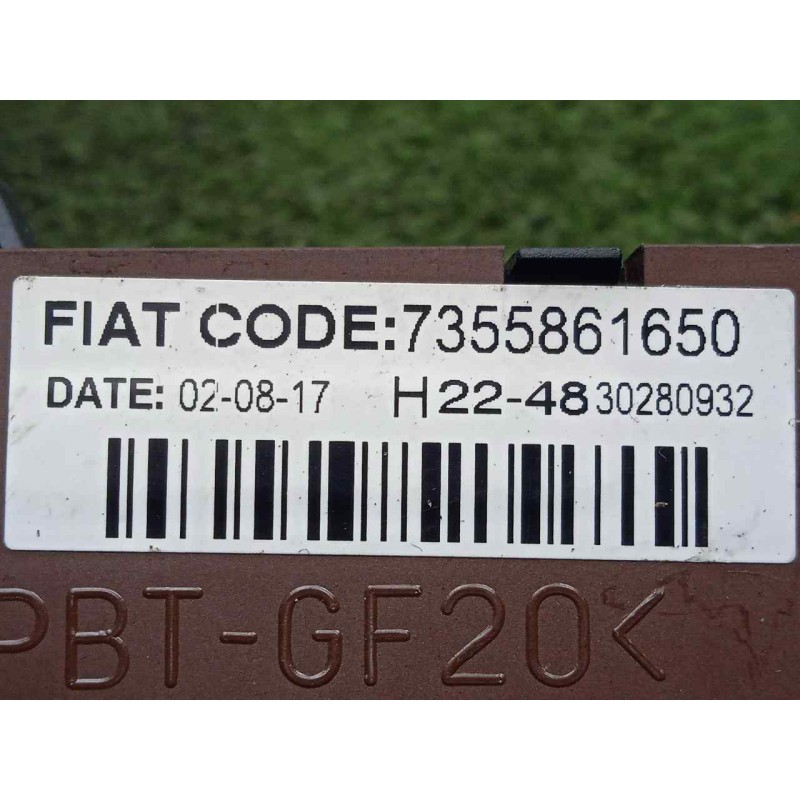 FIAT CODE:7355861650
DATE: 02-08-17 H22-48 30280932
PBT-GF20<